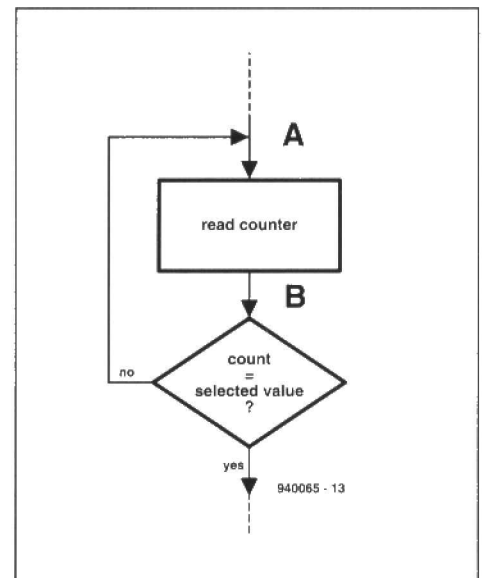 A
read counter
B
count
=
selected value
?
no
yes
940065 - 13